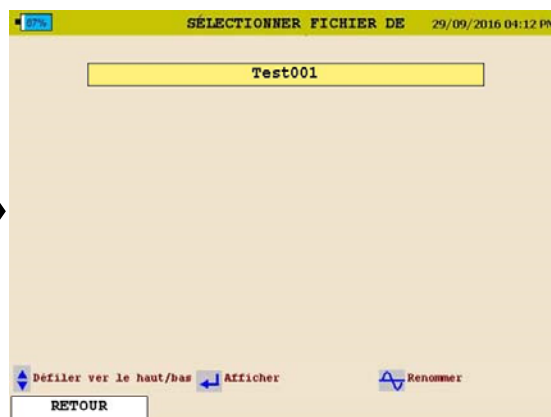 87% SÉLECTIONNER FICHIER DE 29/09/2016 04:12 PM
Test001
Défiler ver le haut/bas Afficher Renommer
RETOUR